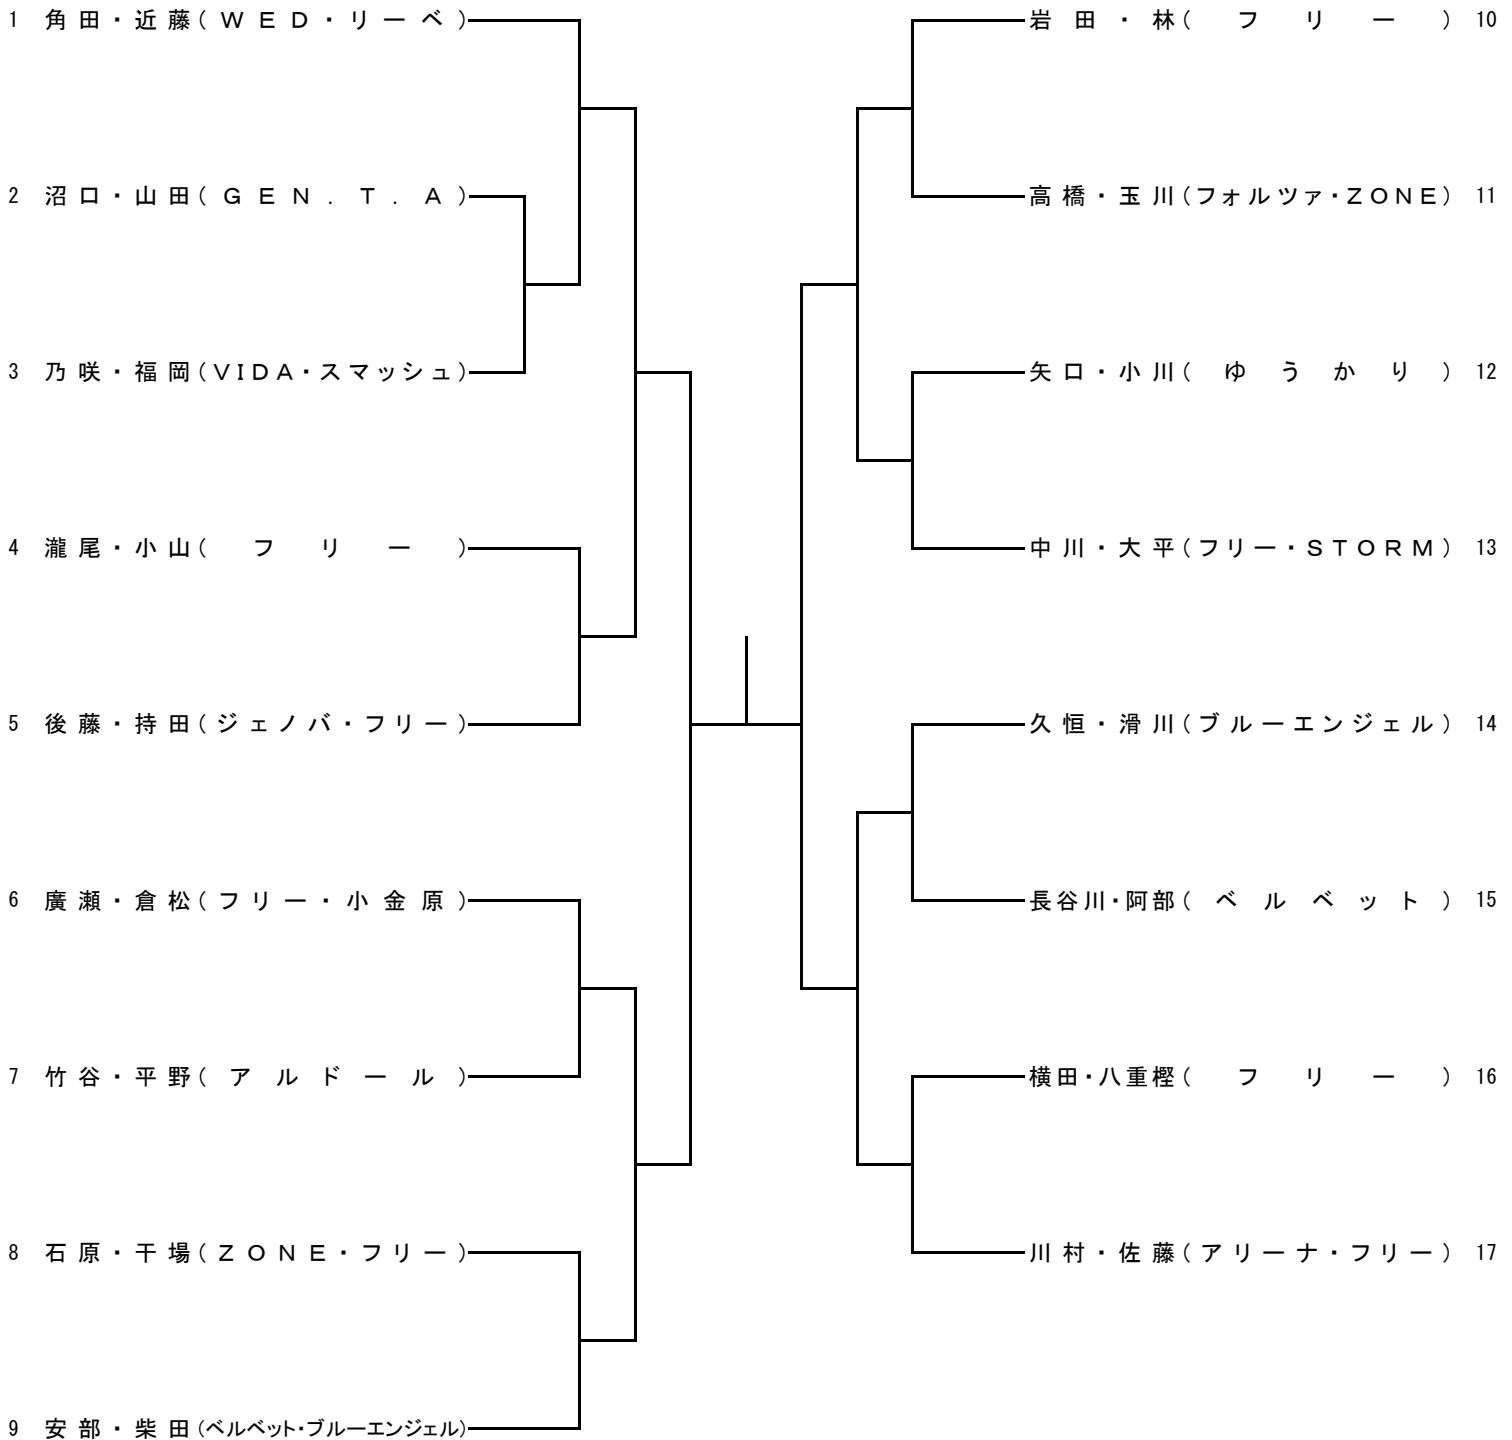 1 角田・近藤(WED・リーベ)
2 沼口・山田(GEN.T.A)
3 乃咲・福岡(VIDA・スマッシュ)
4 瀧尾・小山(フリー)
5 後藤・持田(ジェノバ・フリー)
6 廣瀬・倉松(フリー・小金原)
7 竹谷・平野(アルドール)
8 石原・干場(ZONE・フリー)
9 安部・柴田(ベルベット・ブルーエンジェル)
岩田・林(フリー) 10
高橋・玉川(フォルツァ・ZONE) 11
矢口・小川(ゆうかり) 12
中川・大平(フリー・STORM) 13
久恒・滑川(ブルーエンジェル) 14
長谷川・阿部(ベルベット) 15
横田・八重樫(フリー) 16
川村・佐藤(アリーナ・フリー) 17